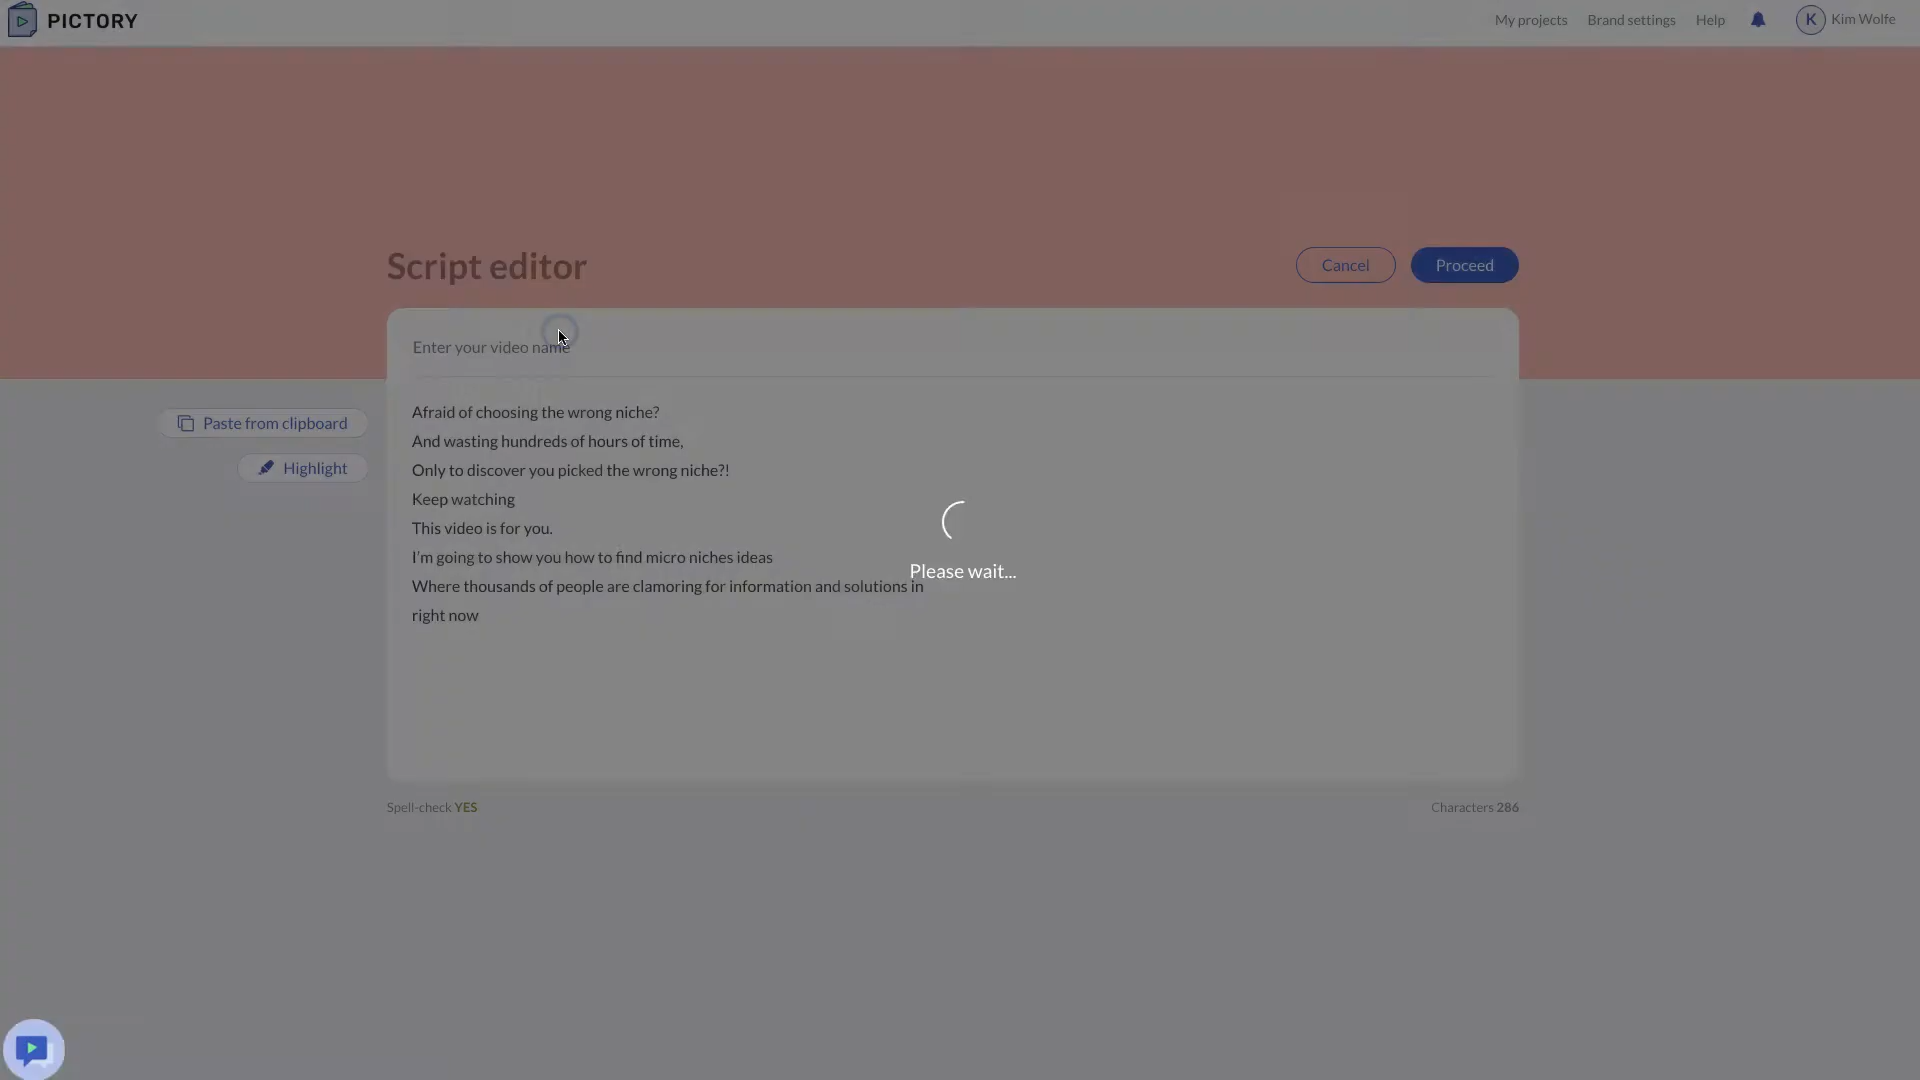 PICTORY
My projects
Brand settings
Help
K
Kim Wolfe
Script editor
Cancel
Proceed
Enter your video name
Paste from clipboard
Highlight
Afraid of choosing the wrong niche?
And wasting hundreds of hours of time,
Only to discover you picked the wrong niche?!
Keep watching
This video is for you.
I'm going to show you how to find micro niches ideas
Where thousands of people are clamoring for information and solutions in
right now
Please wait...
Spell-check YES
Characters 286